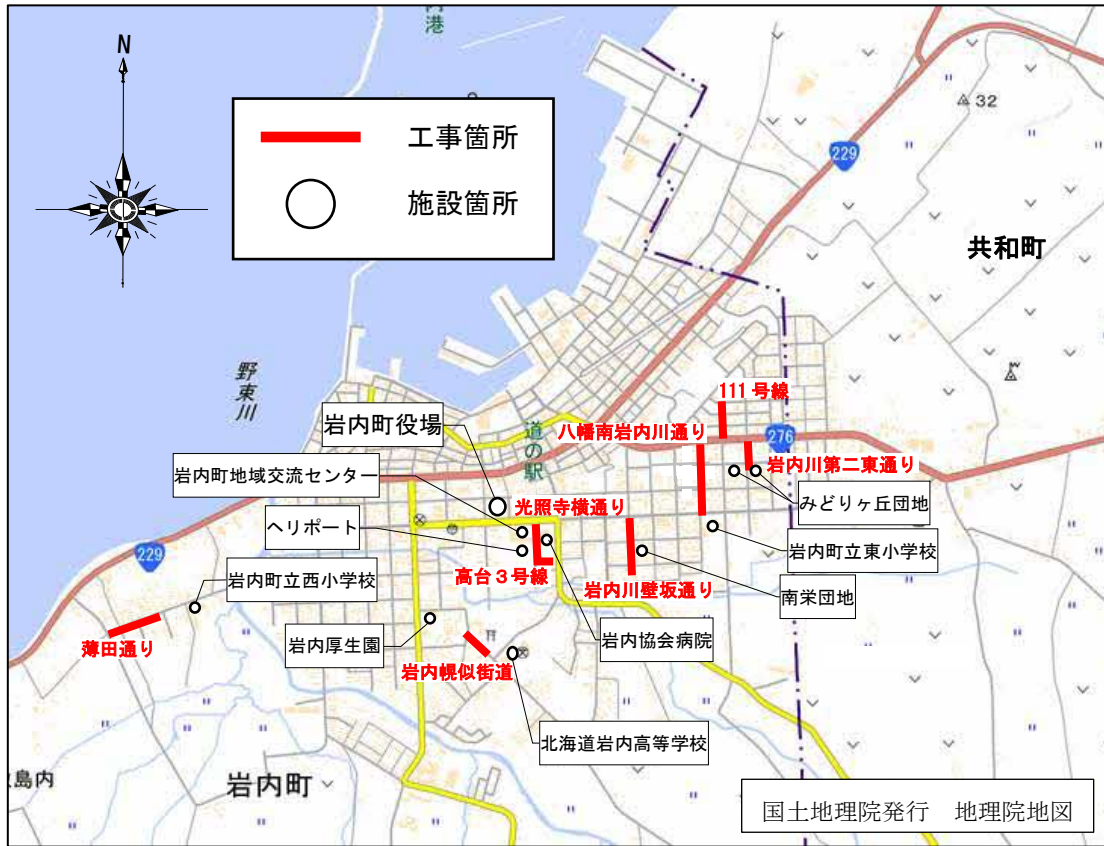 内港
N
工事箇所
施設箇所
32
229
共和町
野束川
111号線
岩内町役場
道の駅
八幡南岩内川通り
276
岩内町地域交流センター
岩内川第二東通り
光照寺横通り
みどりヶ丘団地
ヘリポート
岩内町立東小学校
229
高台3号線
岩内町立西小学校
岩内川壁坂通り
南栄団地
薄田通り
岩内厚生園
岩内協会病院
岩内幌似街道
北海道岩内高等学校
島内
岩内町
国土地理院発行 地理院地図